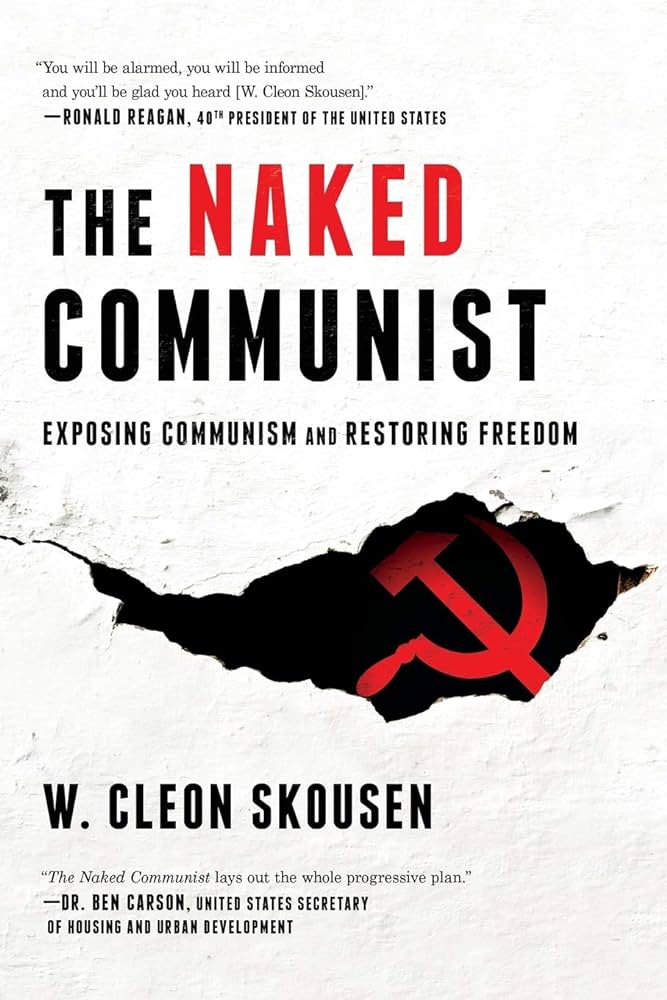 “You will be alarmed, you will be informed
and you’ll be glad you heard [W. Cleon Skousen].”
—RONALD REAGAN, 40TH PRESIDENT OF THE UNITED STATES
THE NAKED
COMMUNIST
EXPOSING COMMUNISM AND RESTORING FREEDOM
W. CLEON SKOUSEN
“The Naked Communist lays out the whole progressive plan.”
—DR. BEN CARSON, UNITED STATES SECRETARY
OF HOUSING AND URBAN DEVELOPMENT